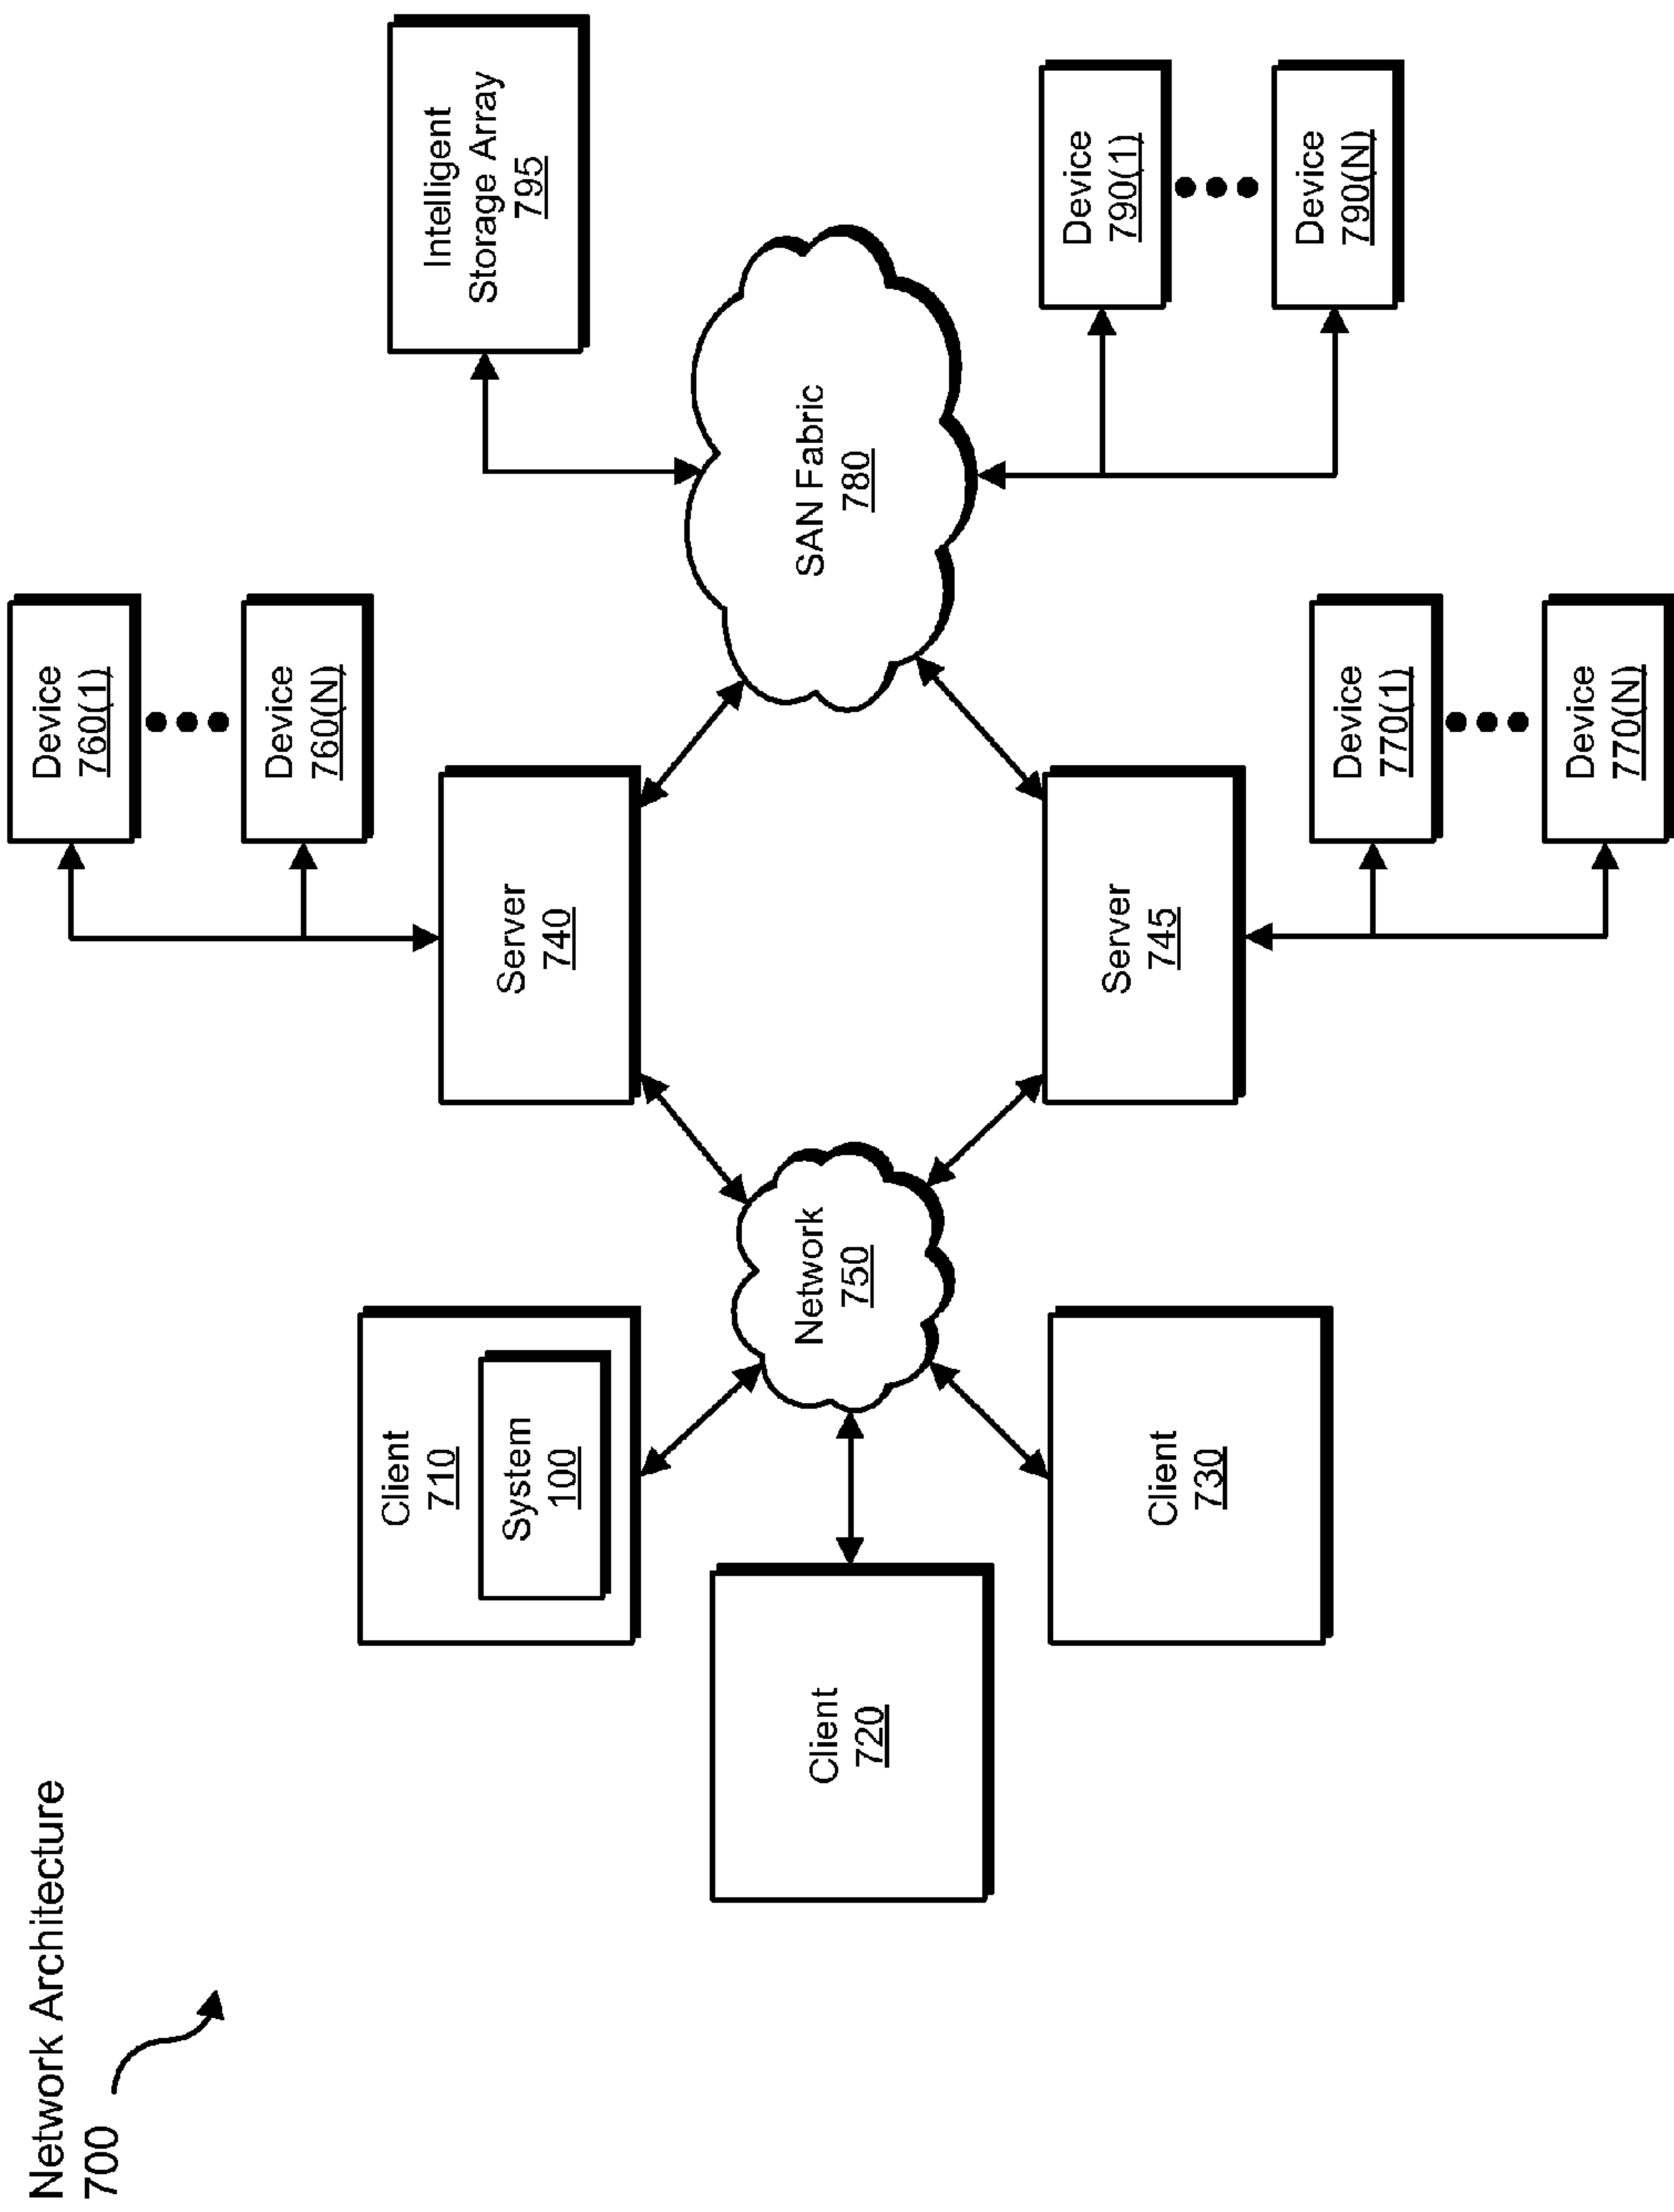 Network Architecture
700
Client
710
System
100
Client
720
Client
730
Network
750
Server
740
Server
745
Device
760(1)
Device
760(N)
Device
770(1)
Device
770(N)
SAN Fabric
780
Intelligent
Storage Array
795
Device
790(1)
Device
790(N)